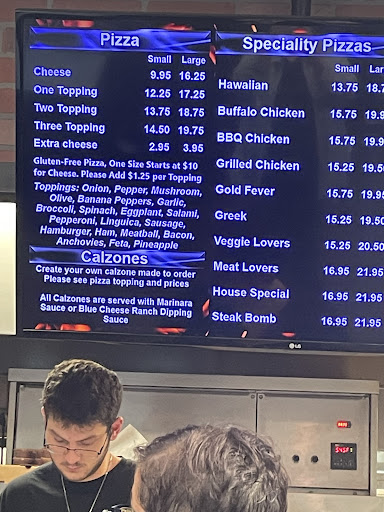 Pizza
Small Large
Cheese 9.95 16.25
One Topping 12.25 17.25
Two Topping 13.75 18.75
Three Topping 14.50 19.75
Extra cheese 2.95 3.95
Gluten-Free Pizza, One Size Starts at $10
for Cheese. Please Add $1.25 per Topping
Toppings: Onion, Pepper, Mushroom,
Olive, Banana Peppers, Garlic,
Broccoli, Spinach, Eggplant, Salami,
Pepperoni, Linguica, Sausage,
Hamburger, Ham, Meatball, Bacon,
Anchovies, Feta, Pineapple
Calzones
Create your own calzone made to order
Please see pizza topping and prices
All Calzones are served with Marinara
Sauce or Blue Cheese Ranch Dipping
Sauce
Speciality Pizzas
Small Lar
Hawalian 13.75 18.7
Buffalo Chicken 15.75 19.9
BBQ Chicken 15.75 19.9
Grilled Chicken 15.25 19.50
Gold Fever 15.75 19.95
Greek 15.25 19.50
Veggie Lovers 15.25 20.50
Meat Lovers 16.95 21.95
House Special 16.95 21.95
Steak Bomb 16.95 21.95
LG